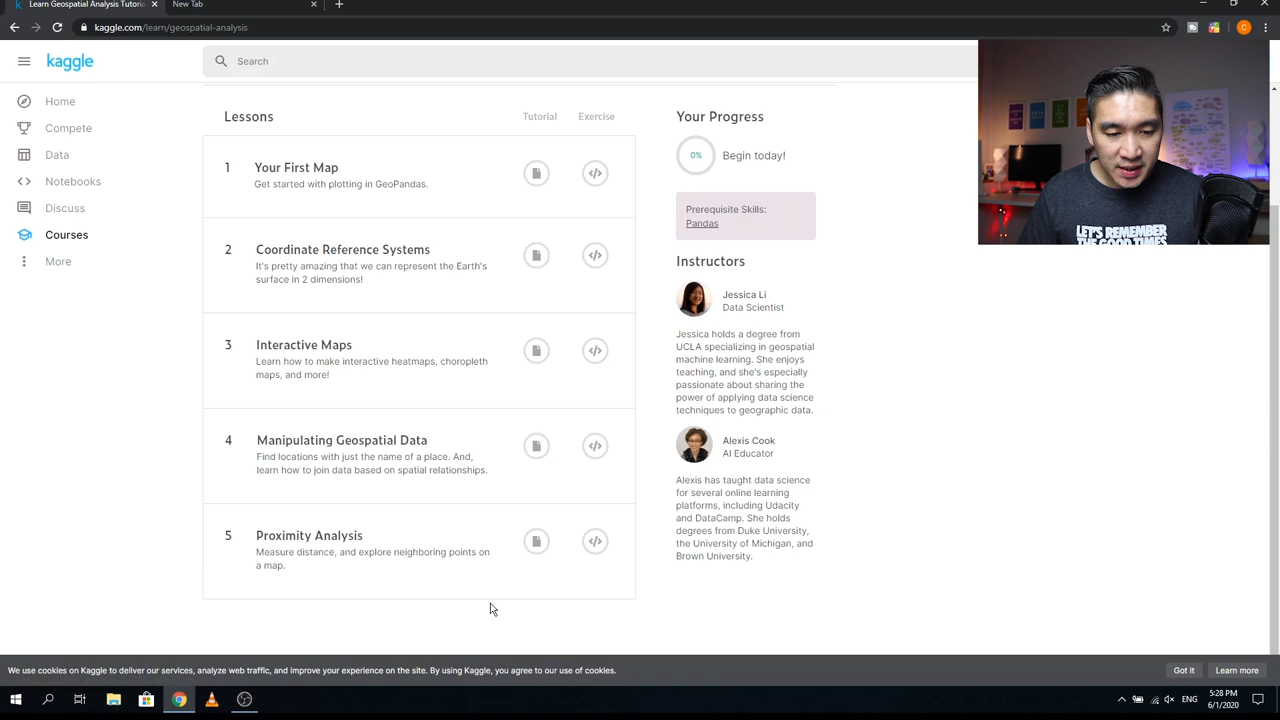 Learn Geospatial Analysis Tutoria
New Tab
kaggle.com/learn/geospatial-analysis
C
kaggle
Search
Home
Compete
Data
Notebooks
Discuss
Courses
More
Lessons
Tutorial
Exercise
1
Your First Map
Get started with plotting in GeoPandas.
2
Coordinate Reference Systems
It's pretty amazing that we can represent the Earth's
surface in 2 dimensions!
3
Interactive Maps
Learn how to make interactive heatmaps, choropleth
maps, and more!
4
Manipulating Geospatial Data
Find locations with just the name of a place. And,
learn how to join data based on spatial relationships.
5
Proximity Analysis
Measure distance, and explore neighboring points on
a map.
Your Progress
0%
Begin today!
Prerequisite Skills:
Pandas
Instructors
Jessica Li
Data Scientist
Jessica holds a degree from
UCLA specializing in geospatial
machine learning. She enjoys
teaching, and she's especially
passionate about sharing the
power of applying data science
techniques to geographic data.
Alexis Cook
AI Educator
Alexis has taught data science
for several online learning
platforms, including Udacity
and DataCamp. She holds
degrees from Duke University,
the University of Michigan, and
Brown University.
LET'S REMEMBER
THE GOOD TIMES
We use cookies on Kaggle to deliver our services, analyze web traffic, and improve your experience on the site. By using Kaggle, you agree to our use of cookies.
Got it
Learn more
ENG
5:28 PM
6/1/2020